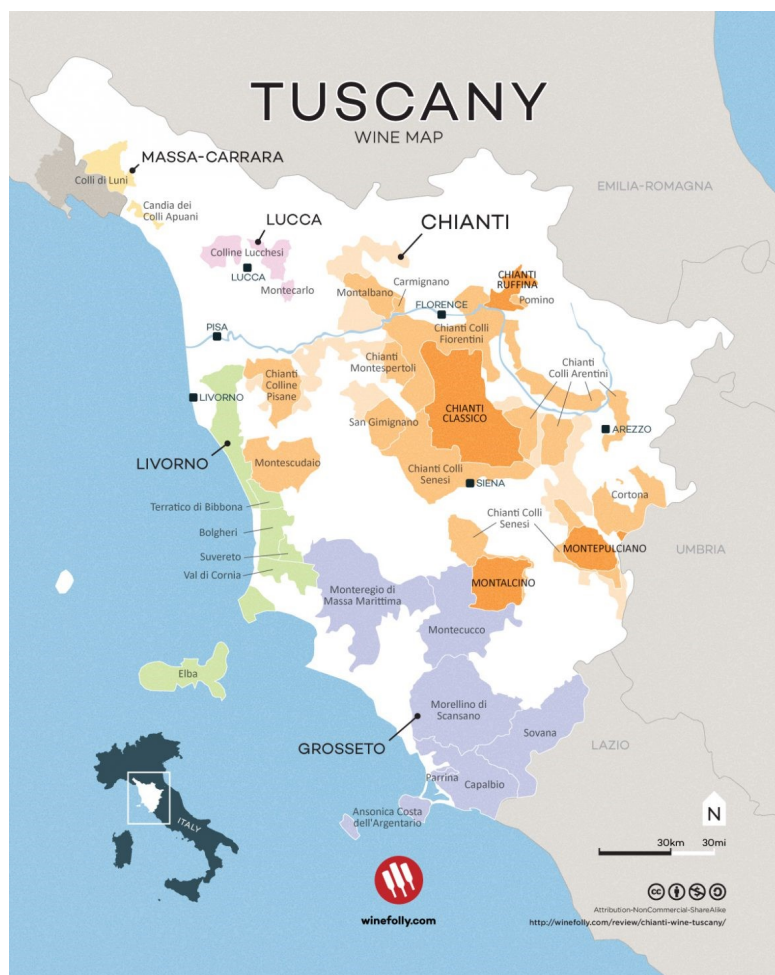 TUSCANY
WINE MAP
MASSA-CARRARA
Colli di Luni
EMILIA-ROMAGNA
Candia dei
Colli Apuani
LUCCA
CHIANTI
Colline Lucchesi
LUCCA
Montecarlo
CHIANTI
RUFFINA
Carmignano
Montalbano
Pomino
FLORENCE
PISA
Chianti Colli
Fiorentini
Chianti
Montespertoli
Chianti
Colli Arentini
Chianti
Colline
Pisane
LIVORNO
CHIANTI
CLASSICO
San Gimignano
AREZZO
LIVORNO
Montescudaio
Chianti Colli
Senesi
SIENA
Cortona
Terratico di Bibbona
Chianti Colli
Senesi
Bolgheri
MONTEPULCIANO
UMBRIA
Suvereto
Val di Cornia
MONTALCINO
Monteregio di
Massa Marittima
Montecucco
Elba
Morellino di
Scansano
Sovana
GROSSETO
LAZIO
Parrina
Capalbio
Ansonica Costa
dell'Argentario
ITALY
N
30km 30mi
winefolly.com
cc
Attribution-NonCommercial-ShareAlike
http://winefolly.com/review/chianti-wine-tuscany/